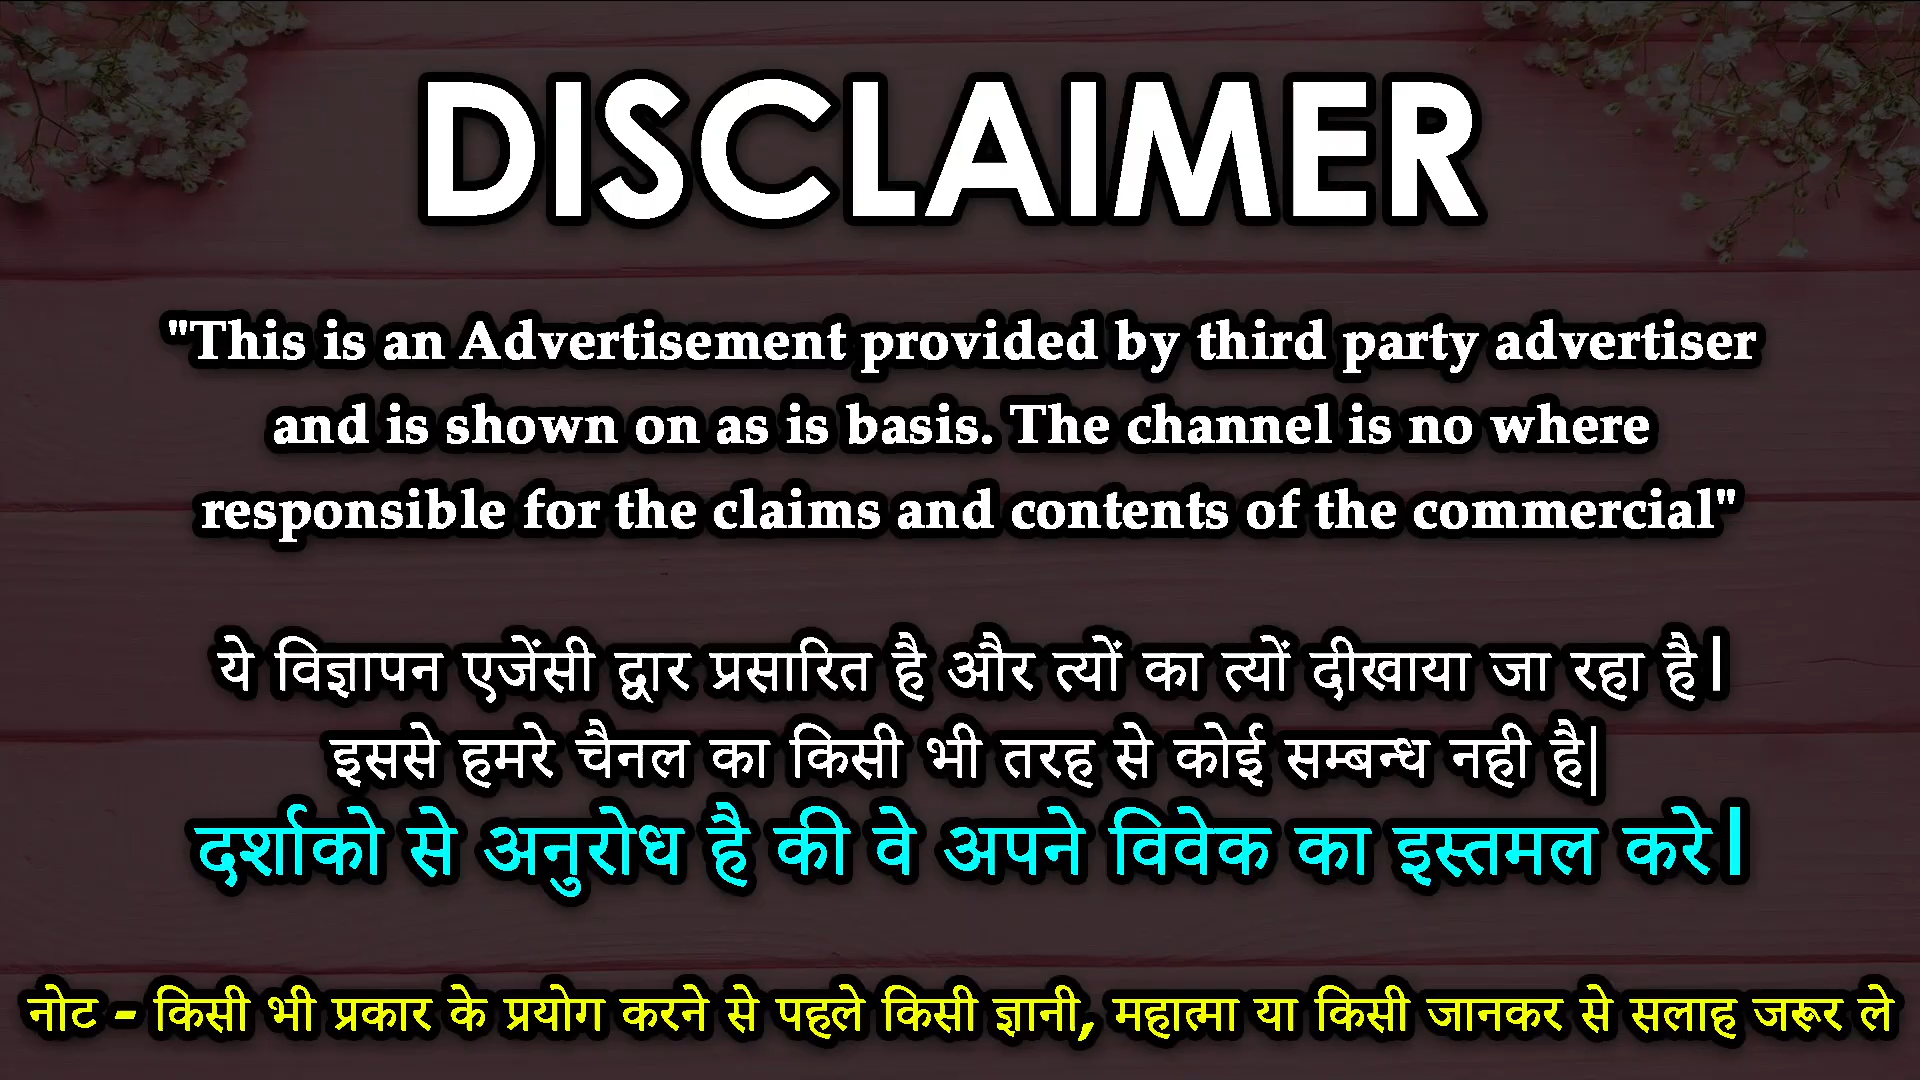 DISCLAIMER
"This is an Advertisement provided by third party advertiser
and is shown on as is basis. The channel is no where
responsible for the claims and contents of the commercial"
ये विज्ञापन एजेंसी द्वार प्रसारित है और त्यों का त्यों दीखाया जा रहा है।
इससे हमरे चैनल का किसी भी तरह से कोई सम्बन्ध नही है|
दर्शाको से अनुरोध है की वे अपने विवेक का इस्तमल करे।
नोट - किसी भी प्रकार के प्रयोग करने से पहले किसी ज्ञानी, महात्मा या किसी जानकर से सलाह जरूर ले